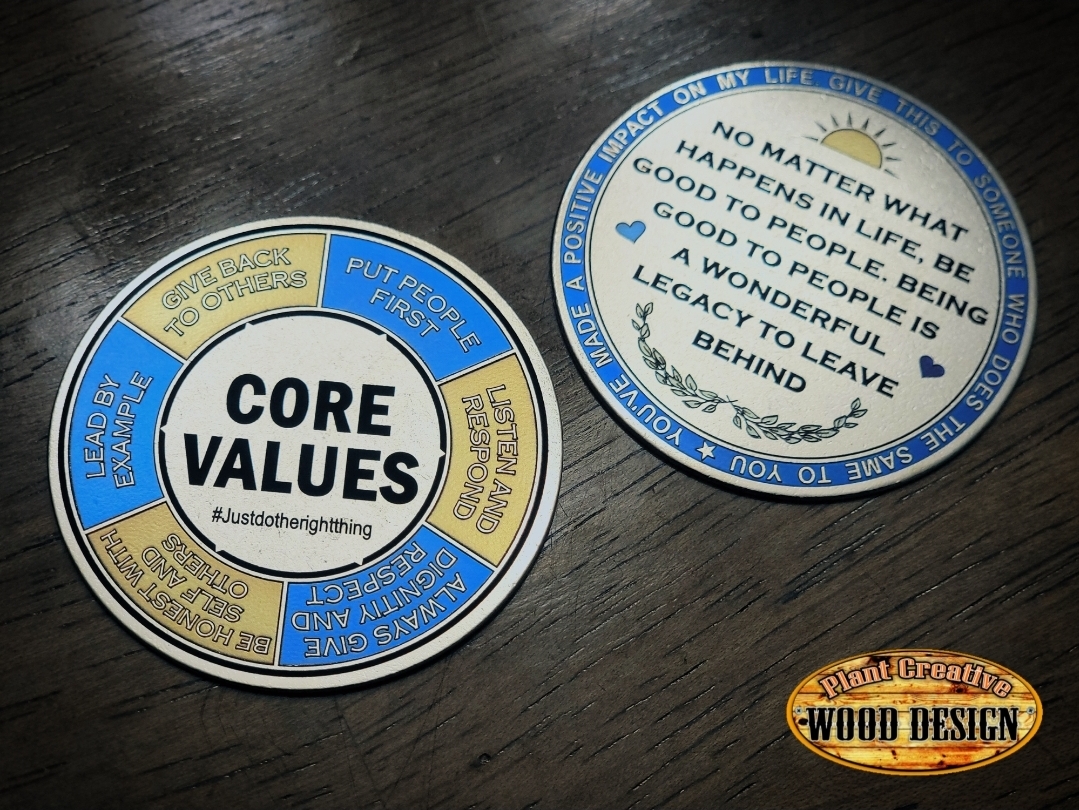 CORE
VALUES
#Justdotherightthing
GIVE BACK
TO OTHERS
PUT PEOPLE
FIRST
LISTEN AND
RESPOND
ALWAYS GIVE
DIGNITIY AND
RESPECT
BE HONEST WITH
SELF AND
OTHERS
LEAD BY
EXAMPLE
YOU'VE MADE A POSITIVE IMPACT ON MY LIFE. GIVE THIS TO SOMEONE WHO DOES THE SAME TO YOU
NO MATTER WHAT
HAPPENS IN LIFE, BE
GOOD TO PEOPLE. BEING
GOOD TO PEOPLE IS
A WONDERFUL
LEGACY TO LEAVE
BEHIND
Plant Creative
WOOD DESIGN